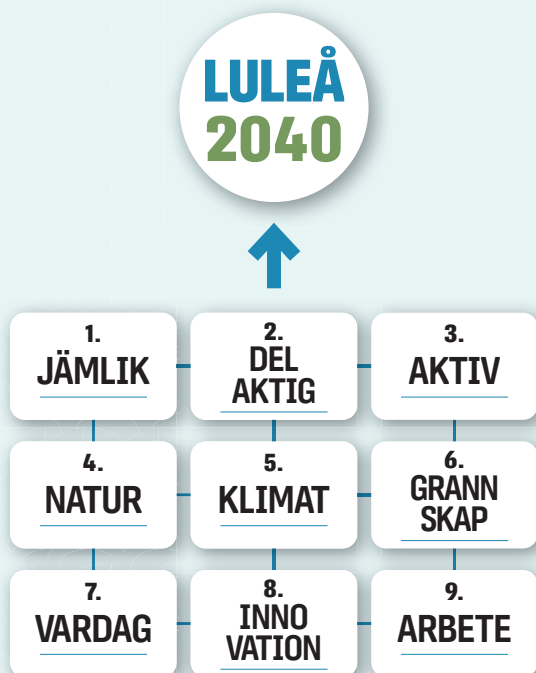 LULEÅ
2040
1.
JÄMLIK
2.
DEL
AKTIG
3.
AKTIV
4.
NATUR
5.
KLIMAT
6.
GRANN
SKAP
7.
VARDAG
8.
INNO
VATION
9.
ARBETE